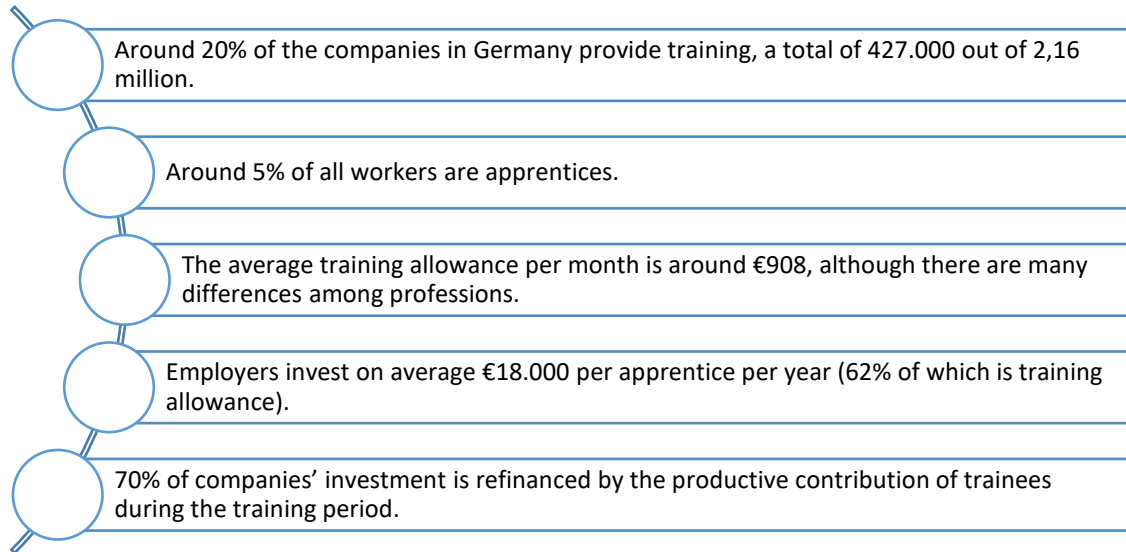 Around 20% of the companies in Germany provide training, a total of 427.000 out of 2,16
million.
Around 5% of all workers are apprentices.
The average training allowance per month is around €908, although there are many
differences among professions.
Employers invest on average €18.000 per apprentice per year (62% of which is training
allowance).
70% of companies’ investment is refinanced by the productive contribution of trainees
during the training period.